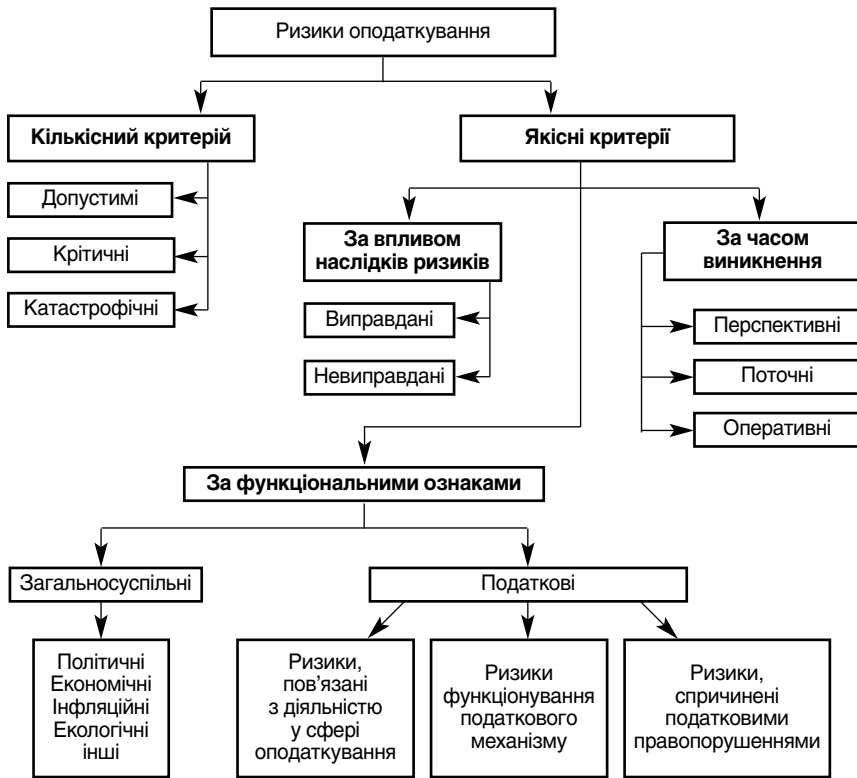 Ризики оподаткування
Кількісний критерій
Якісні критерії
Допустимі
Крітичні
Катастрофічні
За впливом
наслідків ризиків
Виправдані
Невиправдані
За часом
виникнення
Перспективні
Поточні
Оперативні
За функціональними ознаками
Загальносуспільні
Податкові
Політичні
Економічні
Інфляційні
Екологічні
інші
Ризики,
пов’язані
з діяльністю
у сфері
оподаткування
Ризики
функціонування
податкового
механізму
Ризики,
спричинені
податковими
правопорушеннями